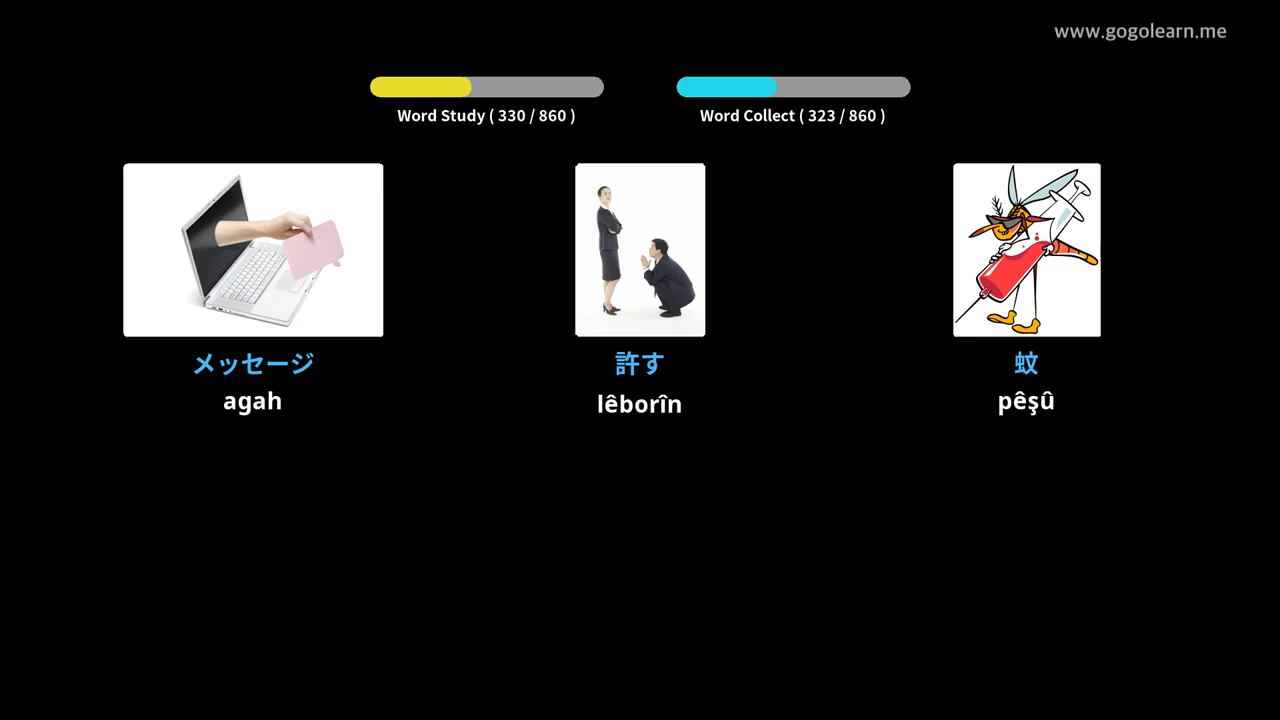 www.gogolearn.me
Word Study ( 330 / 860 )
Word Collect ( 323 / 860 )
メッセージ
許す
蚊
agah
lêborîn
pêşû